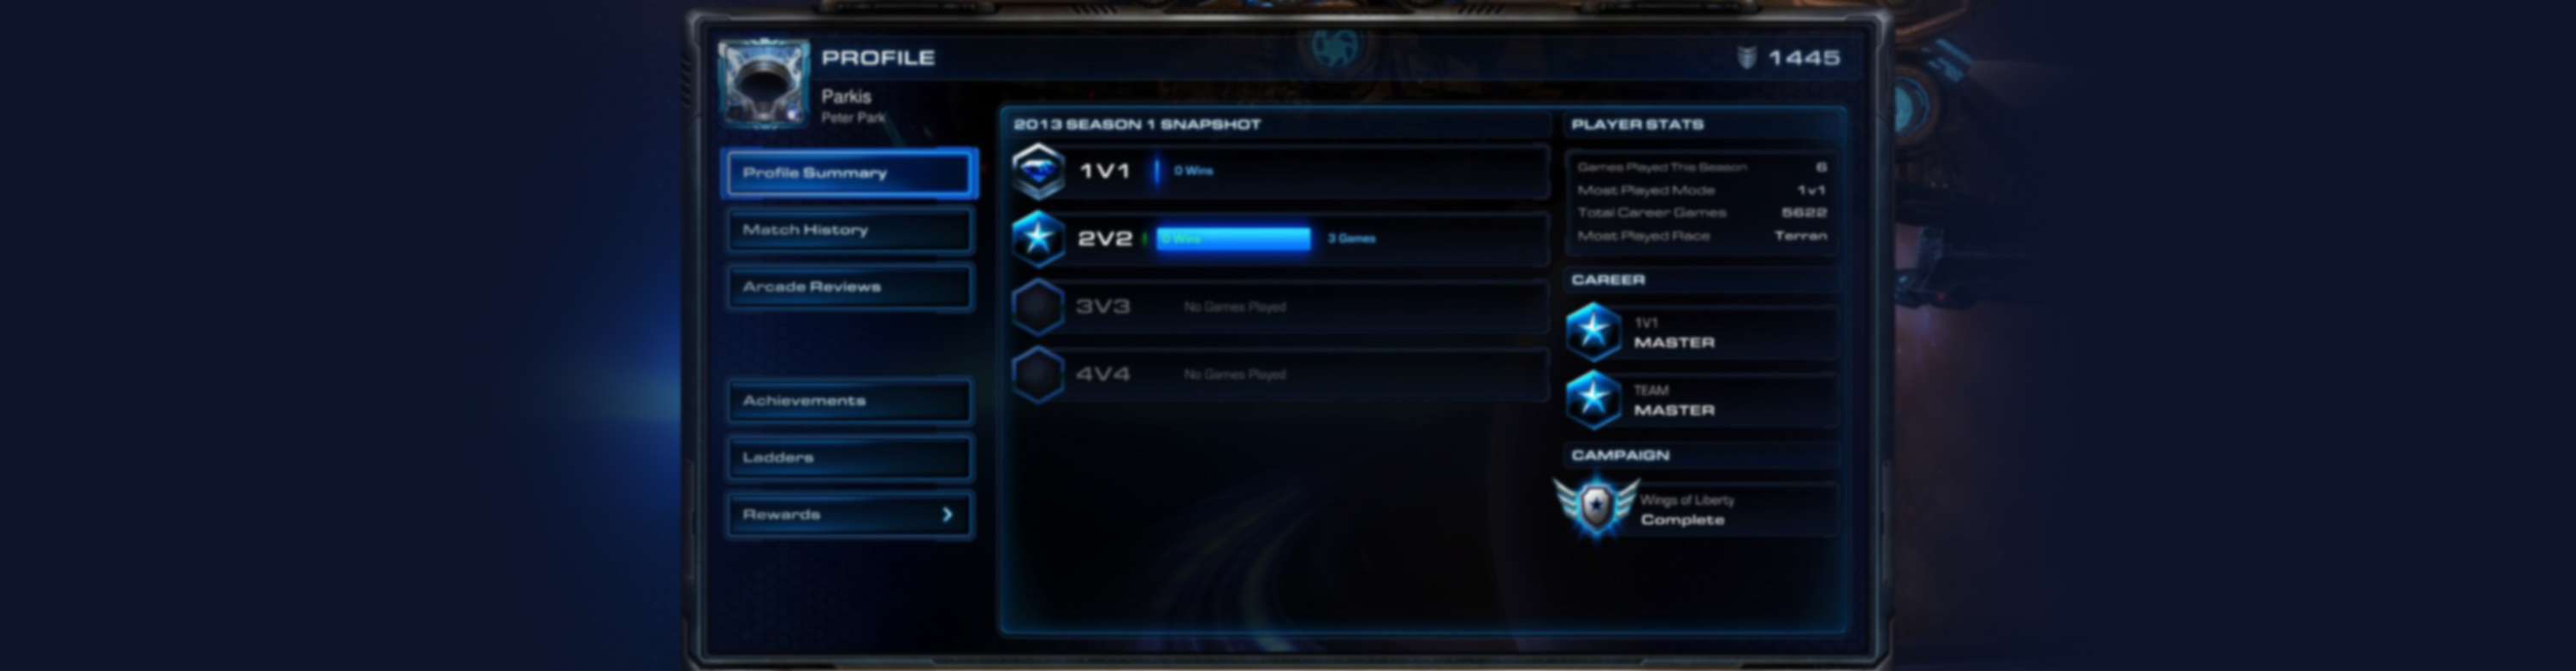 PROFILE
1445
Parkis
Peter Park
Profile Summary
Match History
Arcade Reviews
Achievements
Ladders
Rewards
2013 SEASON 1 SNAPSHOT
1V1 0 Wins
2V2 0 Wins 3 Games
3V3 No Games Played
4V4 No Games Played
PLAYER STATS
Games Played This Season 6
Most Played Mode 1v1
Total Career Games 5622
Most Played Race Terran
CAREER
1V1
MASTER
TEAM
MASTER
CAMPAIGN
Wings of Liberty
Complete